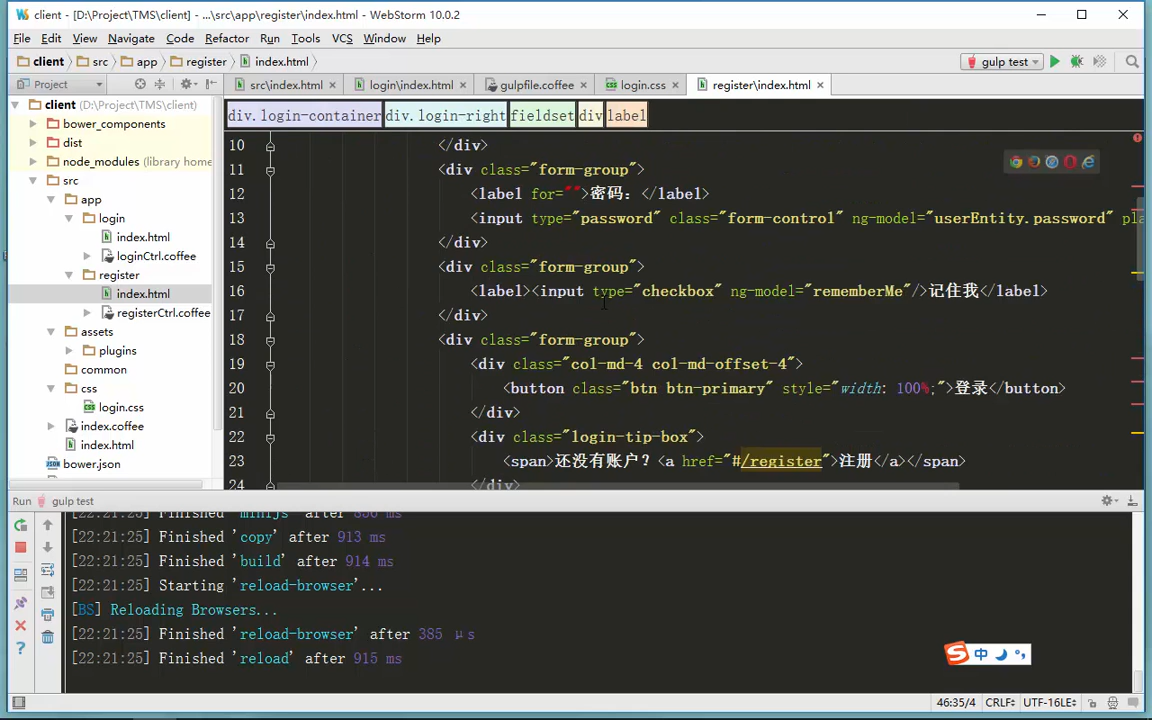 client - [D:\Project\TMS\client] - ...\src\app\register\index.html - WebStorm 10.0.2
File Edit View Navigate Code Refactor Run Tools VCS Window Help
client src app register index.html gulp test
Project src\index.html login\index.html gulpfile.coffee login.css register\index.html
client (D:\Project\TMS\client)
bower_components
dist
node_modules (library home
src
app
login
index.html
loginCtrl.coffee
register
index.html
registerCtrl.coffee
assets
plugins
common
css
login.css
index.coffee
index.html
bower.json
div.login-container div.login-right fieldset div label
10 </div>
11 <div class="form-group">
12 <label for="">密码：</label>
13 <input type="password" class="form-control" ng-model="userEntity.password" pla
14 </div>
15 <div class="form-group">
16 <label><input type="checkbox" ng-model="rememberMe"/>记住我</label>
17 </div>
18 <div class="form-group">
19 <div class="col-md-4 col-md-offset-4">
20 <button class="btn btn-primary" style="width: 100%;">登录</button>
21 </div>
22 <div class="login-tip-box">
23 <span>还没有账户？<a href="#/register">注册</a></span>
24 </div>
Run gulp test
[22:21:25] Finished 'minijs' after 856 ms
[22:21:25] Finished 'copy' after 913 ms
[22:21:25] Finished 'build' after 914 ms
[22:21:25] Starting 'reload-browser'...
[BS] Reloading Browsers...
[22:21:25] Finished 'reload-browser' after 385 μs
[22:21:25] Finished 'reload' after 915 ms
中
46:35/4 CRLF UTF-16LE